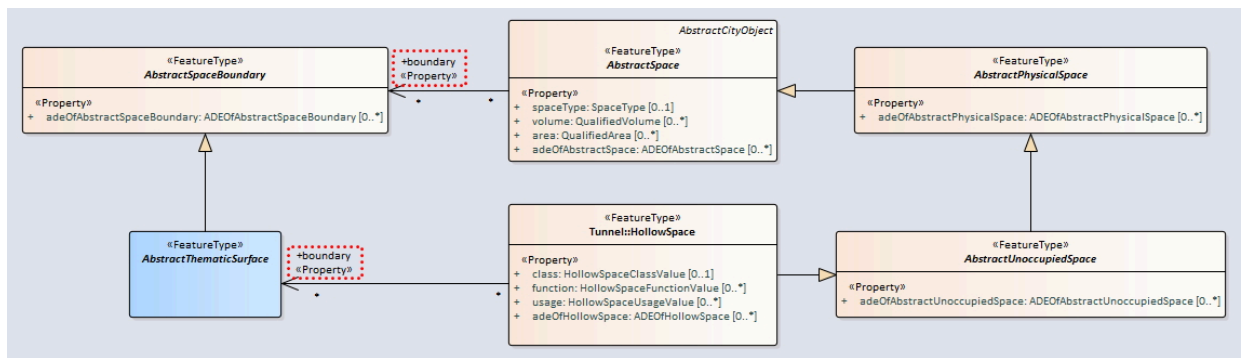 «FeatureType»
AbstractSpaceBoundary
«Property»
+ adeOfAbstractSpaceBoundary: ADEOfAbstractSpaceBoundary [0..*]
+boundary
«Property»
*
*
AbstractCityObject
«FeatureType»
AbstractSpace
«Property»
+ spaceType: SpaceType [0..1]
+ volume: QualifiedVolume [0..*]
+ area: QualifiedArea [0..*]
+ adeOfAbstractSpace: ADEOfAbstractSpace [0..*]
«FeatureType»
AbstractPhysicalSpace
«Property»
+ adeOfAbstractPhysicalSpace: ADEOfAbstractPhysicalSpace [0..*]
«FeatureType»
AbstractThematicSurface
+boundary
«Property»
*
*
«FeatureType»
Tunnel::HollowSpace
«Property»
+ class: HollowSpaceClassValue [0..1]
+ function: HollowSpaceFunctionValue [0..*]
+ usage: HollowSpaceUsageValue [0..*]
+ adeOfHollowSpace: ADEOfHollowSpace [0..*]
«FeatureType»
AbstractUnoccupiedSpace
«Property»
+ adeOfAbstractUnoccupiedSpace: ADEOfAbstractUnoccupiedSpace [0..*]